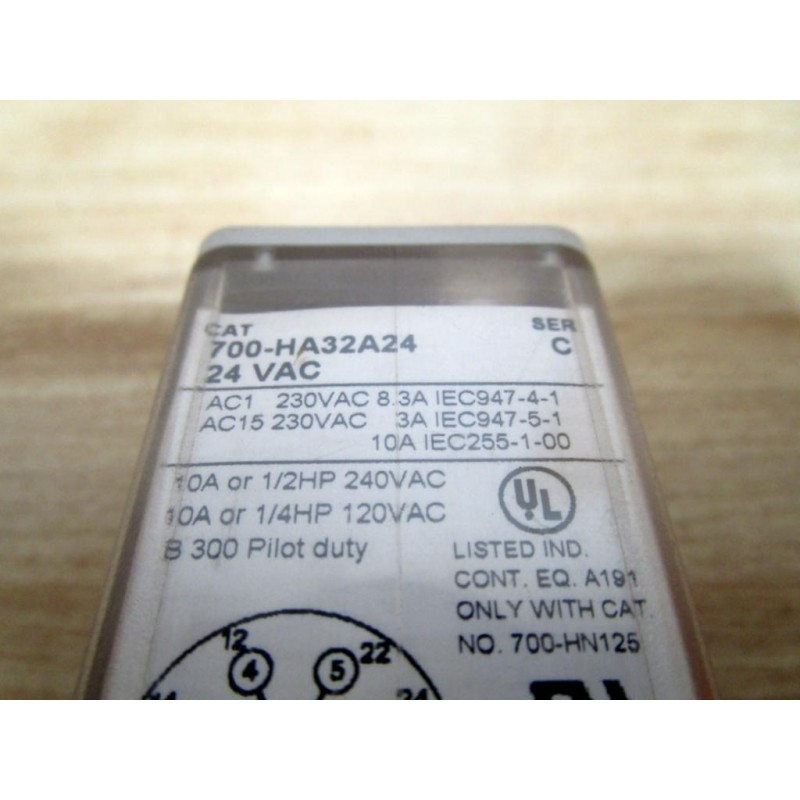 CAT SER
700-HA32A24 C
24 VAC
AC1 230VAC 8.3A IEC947-4-1
AC15 230VAC 3A IEC947-5-1
10A IEC255-1-00
10A or 1/2HP 240VAC
10A or 1/4HP 120VAC
B 300 Pilot duty
UL
LISTED IND.
CONT. EQ. A191
ONLY WITH CAT.
NO. 700-HN125
12 22
4 5
24